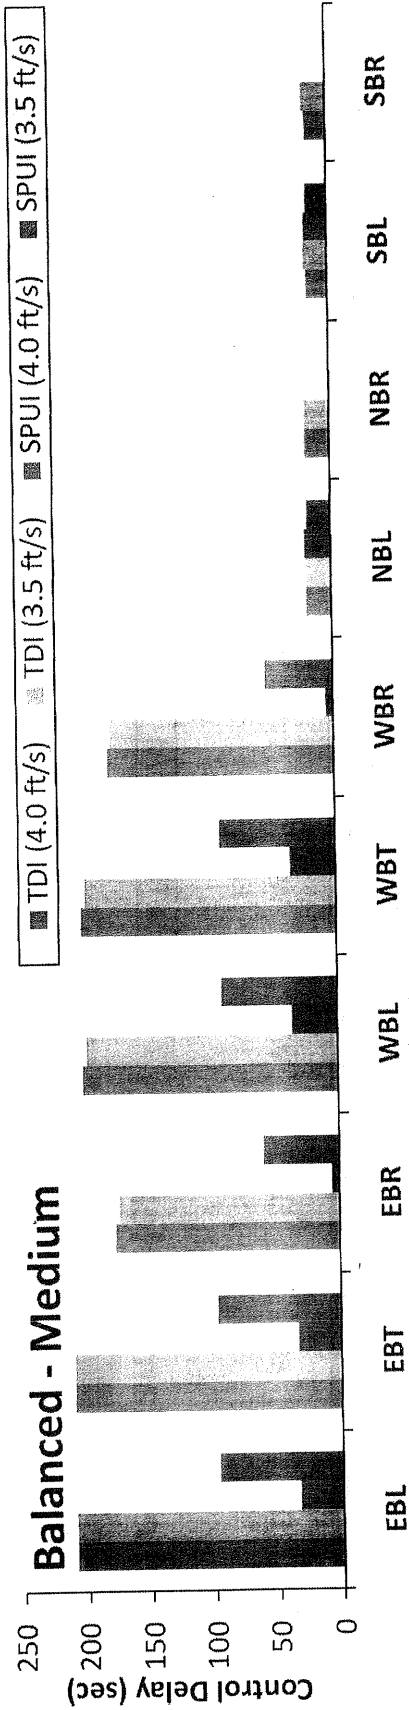 Balanced - Medium
TDI (4.0 ft/s) TDI (3.5 ft/s) SPUI (4.0 ft/s) SPUI (3.5 ft/s)
Control Delay (sec)
250
200
150
100
50
0
EBL EBT EBR WBL WBT WBR NBL NBR SBL SBR